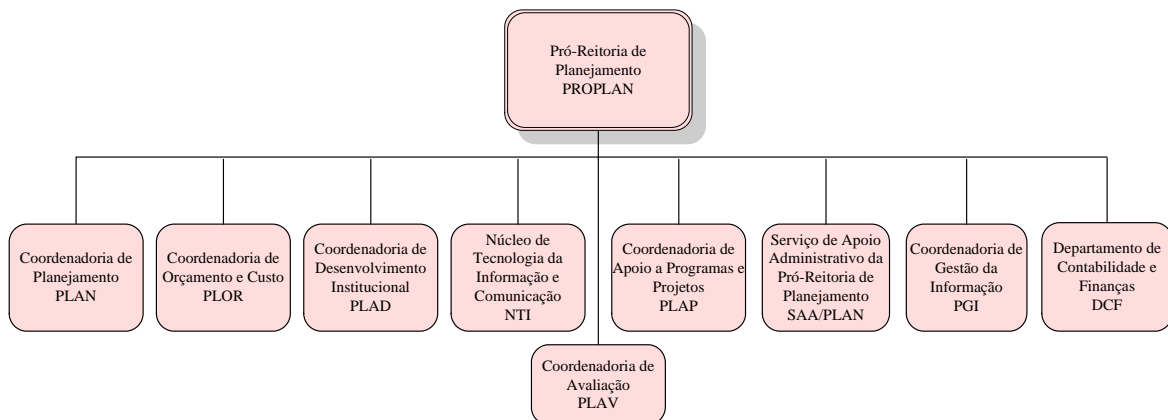 Pró-Reitoria de
Planejamento
PROPLAN
Coordenadoria de
Planejamento
PLAN
Coordenadoria de
Orçamento e Custo
PLOR
Coordenadoria de
Desenvolvimento
Institucional
PLAD
Núcleo de
Tecnologia da
Informação e
Comunicação
NTI
Coordenadoria de
Apoio a Programas e
Projetos
PLAP
Serviço de Apoio
Administrativo da
Pró-Reitoria de
Planejamento
SAA/PLAN
Coordenadoria de
Gestão da
Informação
PGI
Departamento de
Contabilidade e
Finanças
DCF
Coordenadoria de
Avaliação
PLAV